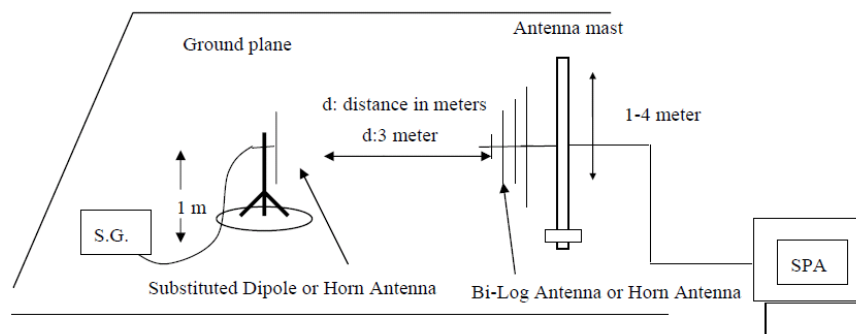 Antenna mast
Ground plane
d: distance in meters
d:3 meter
1-4 meter
1 m
S.G.
SPA
Substituted Dipole or Horn Antenna
Bi-Log Antenna or Horn Antenna